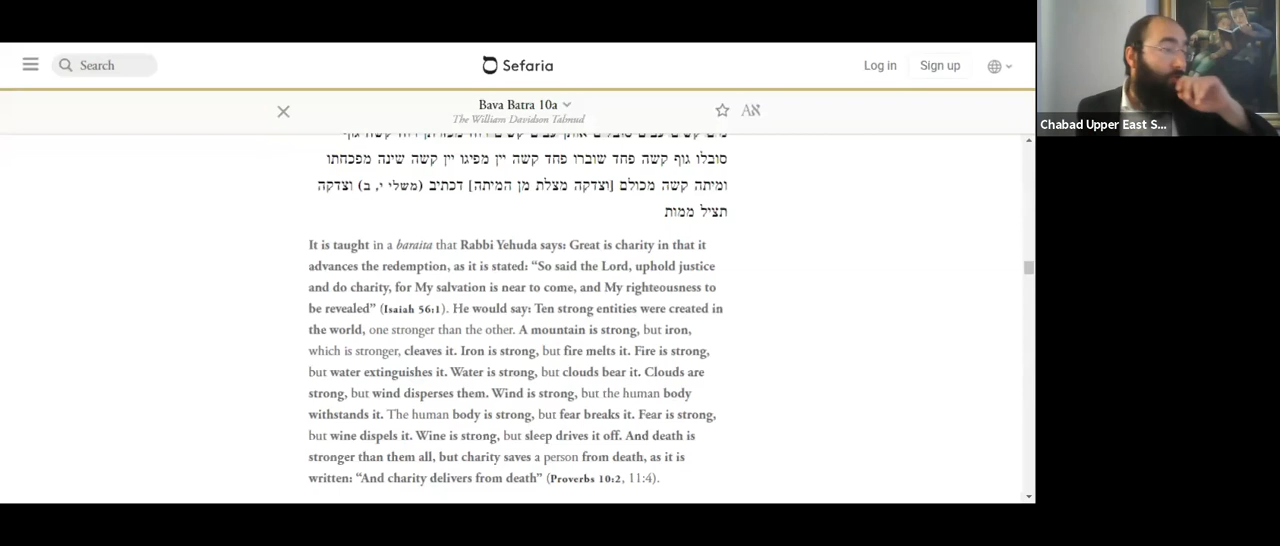 Search
Sefaria
Log in
Sign up
Bava Batra 10a
The William Davidson Talmud
סובלו גוף קשה פחד שוברו פחד קשה יין מפיגו יין קשה שינה מפכחתו
ומיתה קשה מכולם [וצדקה מצלת מן המיתה] דכתיב (משלי י, ב) וצדקה
תציל ממות
It is taught in a baraita that Rabbi Yehuda says: Great is charity in that it
advances the redemption, as it is stated: “So said the Lord, uphold justice
and do charity, for My salvation is near to come, and My righteousness to
be revealed” (Isaiah 56:1). He would say: Ten strong entities were created in
the world, one stronger than the other. A mountain is strong, but iron,
which is stronger, cleaves it. Iron is strong, but fire melts it. Fire is strong,
but water extinguishes it. Water is strong, but clouds bear it. Clouds are
strong, but wind disperses them. Wind is strong, but the human body
withstands it. The human body is strong, but fear breaks it. Fear is strong,
but wine dispels it. Wine is strong, but sleep drives it off. And death is
stronger than them all, but charity saves a person from death, as it is
written: “And charity delivers from death” (Proverbs 10:2, 11:4).
Chabad Upper East S...